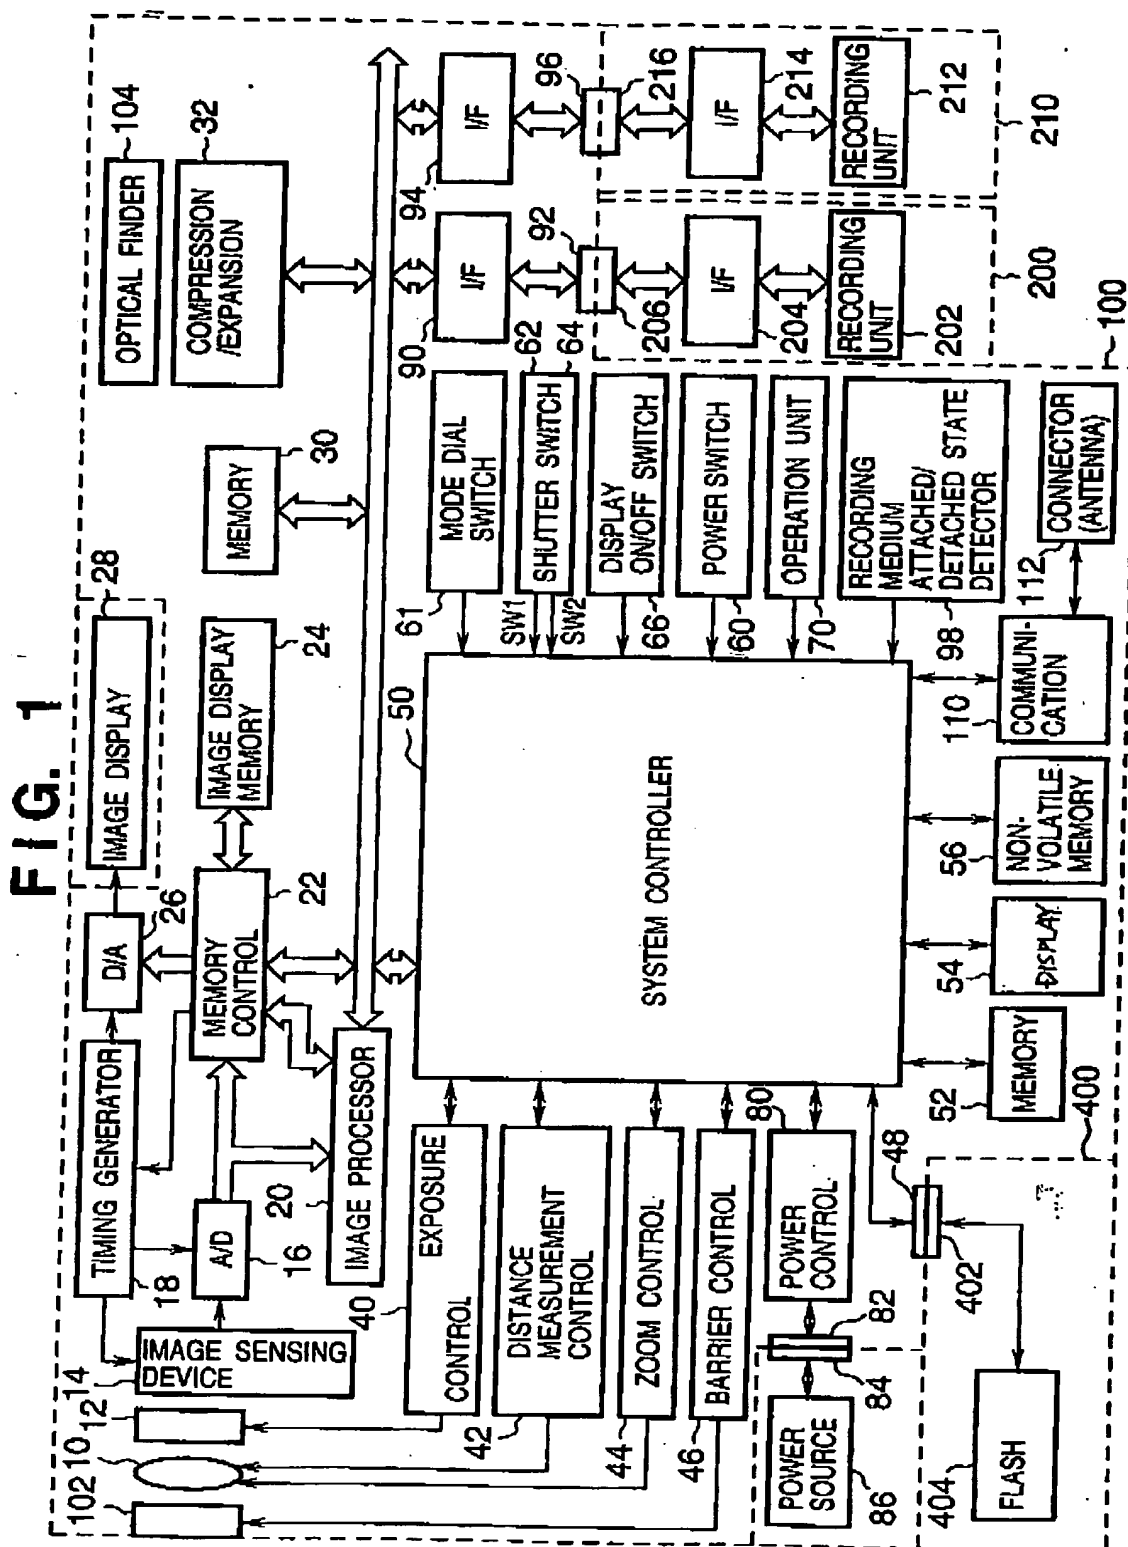 FIG. 1
102
10
12
14
IMAGE SENSING
DEVICE
18
TIMING GENERATOR
A/D
16
D/A
26
IMAGE DISPLAY
28
MEMORY
CONTROL
22
IMAGE DISPLAY
MEMORY
24
20
IMAGE PROCESSOR
MEMORY
30
OPTICAL FINDER
104
COMPRESSION
/EXPANSION
32
40
EXPOSURE
CONTROL
42
DISTANCE
MEASUREMENT
CONTROL
44
ZOOM CONTROL
46
BARRIER CONTROL
80
POWER
CONTROL
82
84
POWER
SOURCE
86
50
SYSTEM CONTROLLER
61
MODE DIAL
SWITCH
SW1
SW2
62
64
SHUTTER SWITCH
66
DISPLAY
ON/OFF SWITCH
60
POWER SWITCH
70
OPERATION UNIT
98
RECORDING
MEDIUM
ATTACHED/
DETACHED STATE
DETECTOR
90
I/F
92
206
I/F
204
RECORDING
UNIT
202
200
94
I/F
96
216
I/F
214
RECORDING
UNIT
212
210
100
48
402
404
FLASH
400
52
MEMORY
54
DISPLAY
56
NON-
VOLATILE
MEMORY
110
COMMUNI-
CATION
112
CONNECTOR
(ANTENNA)